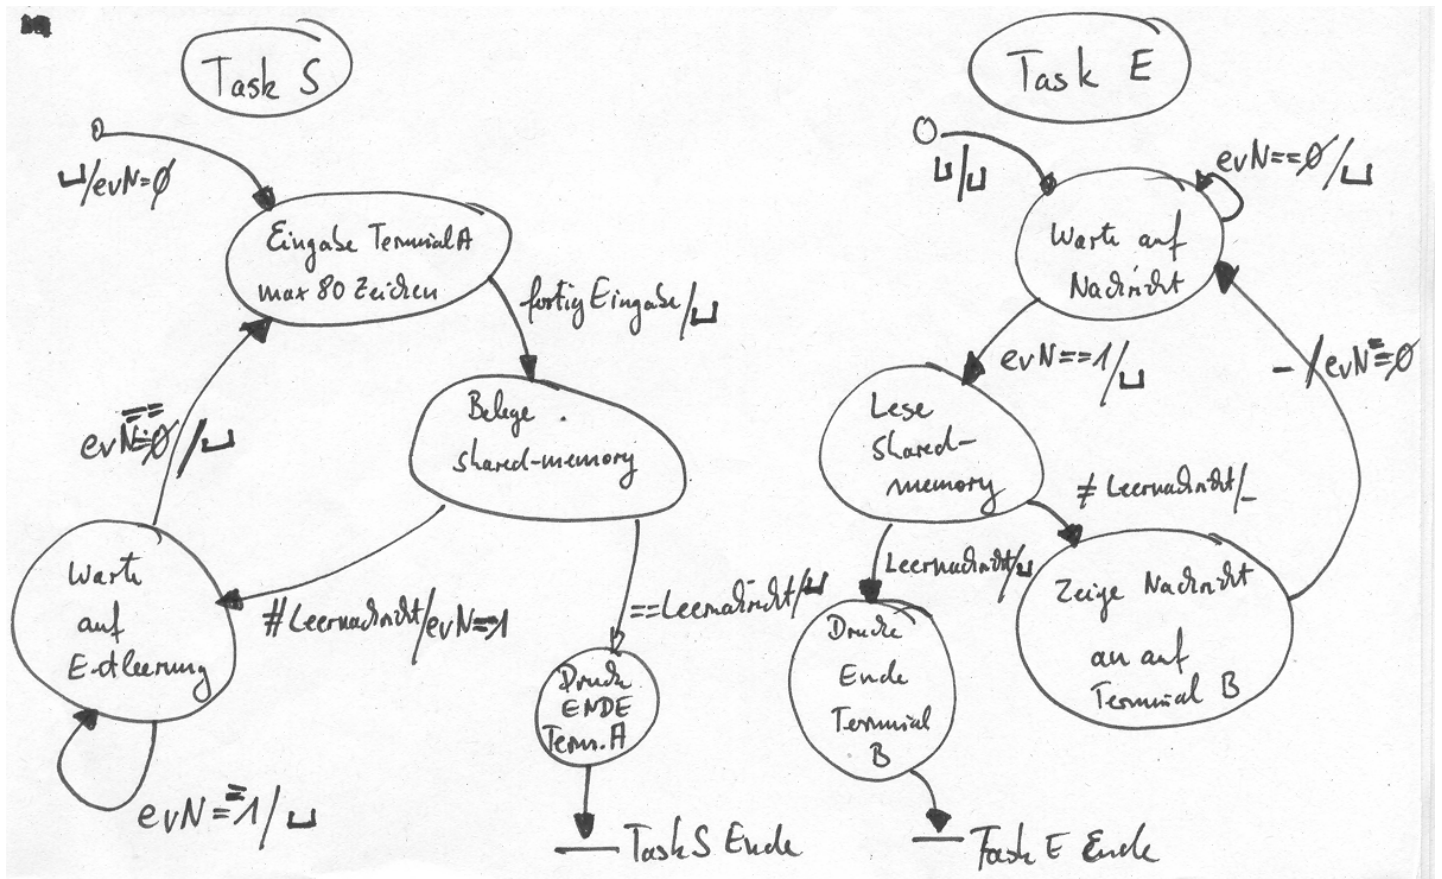 Task S
␣/evN=0
Eingabe Terminal A
max 80 Zeichen
fertig Eingabe/␣
Belege
shared-memory
evN==0/␣
Warte
auf
Entleerung
≠Leernachricht/evN=1
==Leernachricht/␣
Drucke
ENDE
Term. A
evN==1/␣
Task S Ende
Task E
␣/␣
evN==0/␣
Warte auf
Nachricht
evN==1/␣
-/evN=0
Lese
shared-
memory
≠ Leernachricht/-
Leernachricht/␣
Zeige Nachricht
an auf
Terminal B
Drucke
Ende
Terminal
B
Task E Ende